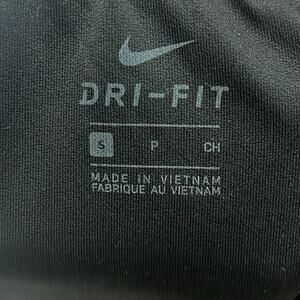 DRI-FIT
S P CH
MADE IN VIETNAM
FABRIQUE AU VIETNAM